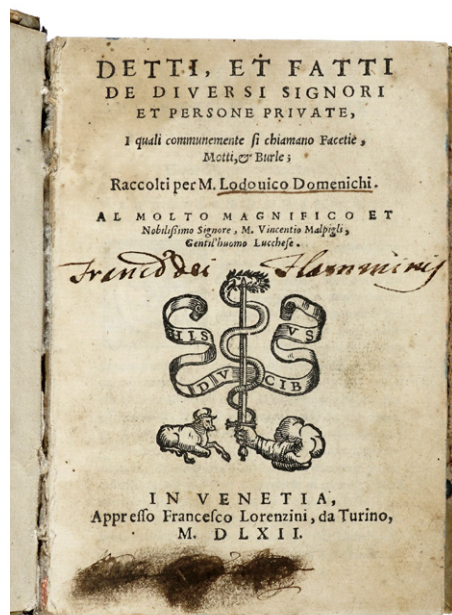 DETTI, ET FATTI
DE DIVERSI SIGNORI
ET PERSONE PRIVATE,
I quali communemente ſi chiamano Facetie,
Motti, & Burle;
Raccolti per M. Lodouico Domenichi.
AL MOLTO MAGNIFICO ET
Nobiliſsimo Signore, M. Vincentio Malpigli,
Gentil'huomo Lucchese.
HIS VS
DV CIB
IN VENETIA,
Appreſſo Franceſco Lorenzini, da Turino,
M. DLXII.